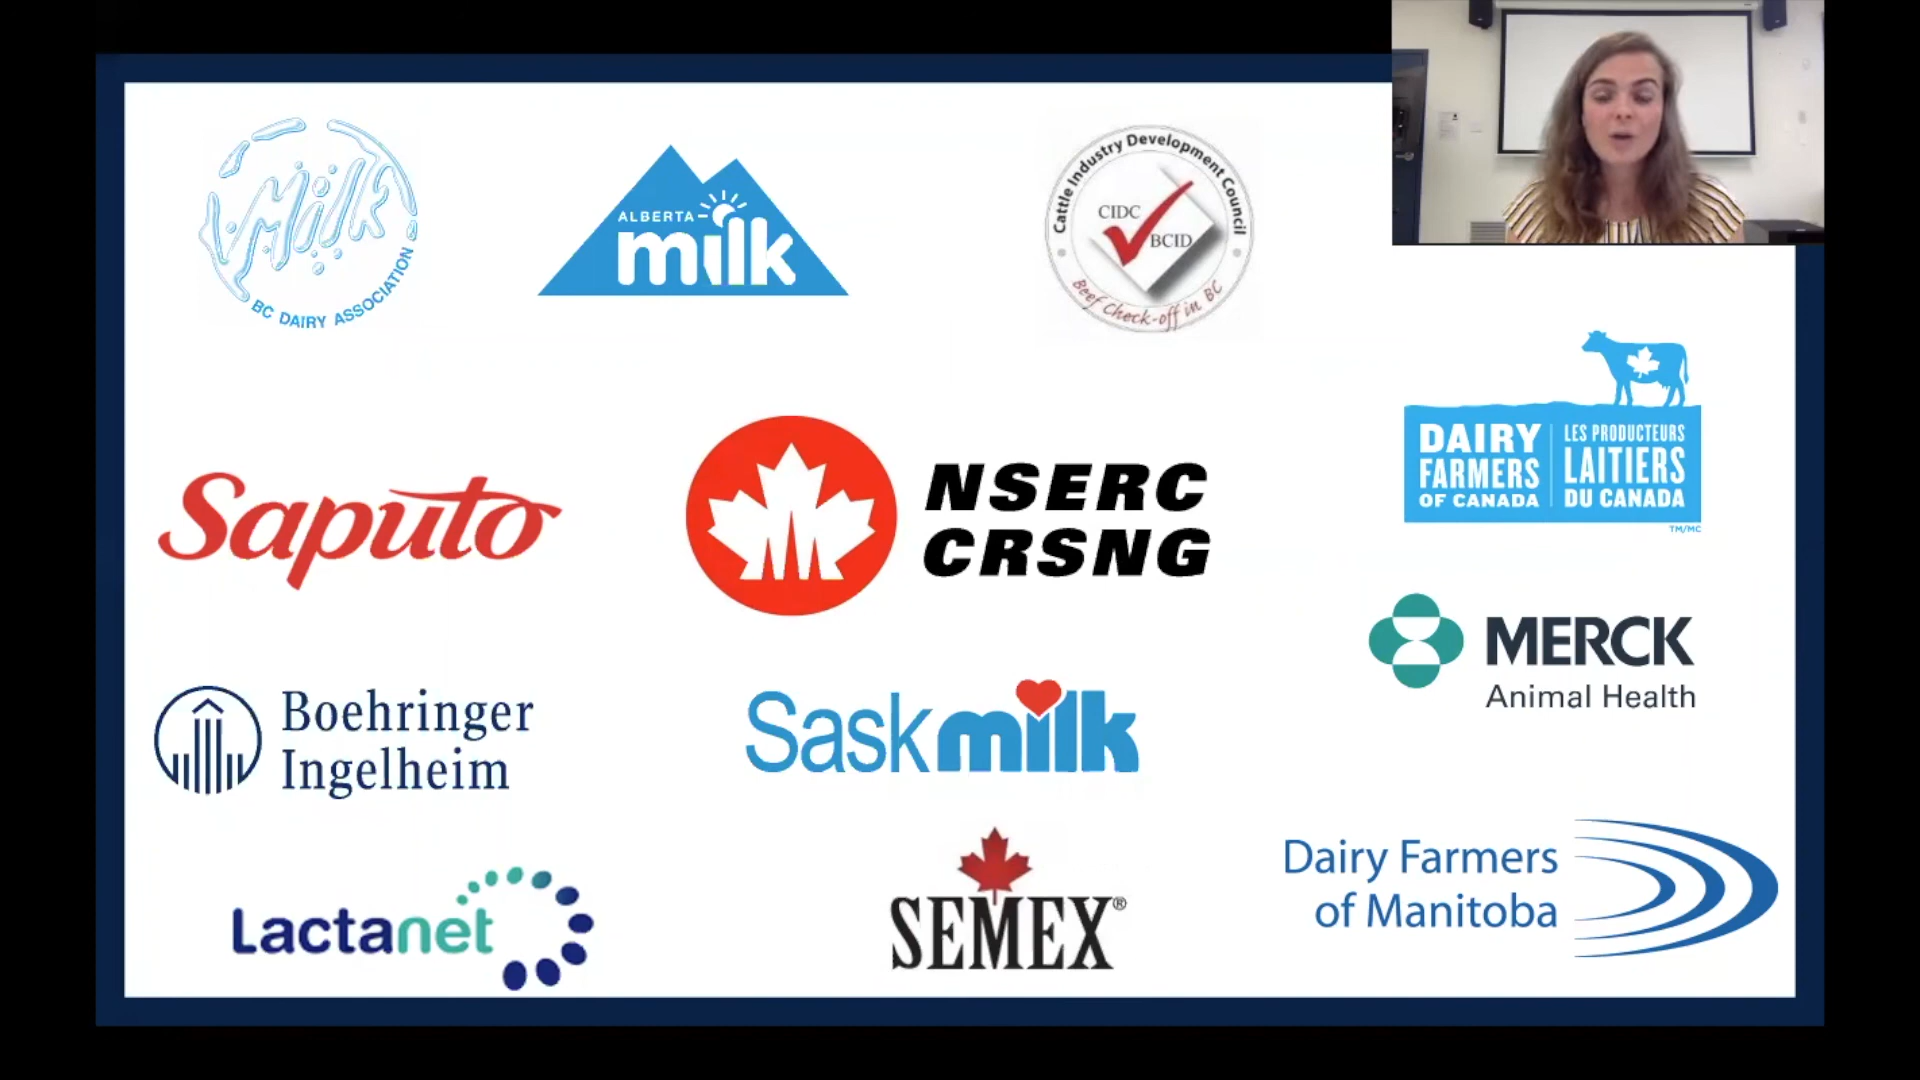 Milk
BC DAIRY ASSOCIATION
ALBERTA
milk
Cattle Industry Development Council
CIDC
BCID
Beef Check-off in BC
DAIRY
FARMERS
OF CANADA
LES PRODUCTEURS
LAITIERS
DU CANADA
TM/MC
Saputo
NSERC
CRSNG
MERCK
Animal Health
Boehringer
Ingelheim
Saskmilk
Lactanet
SEMEX®
Dairy Farmers
of Manitoba